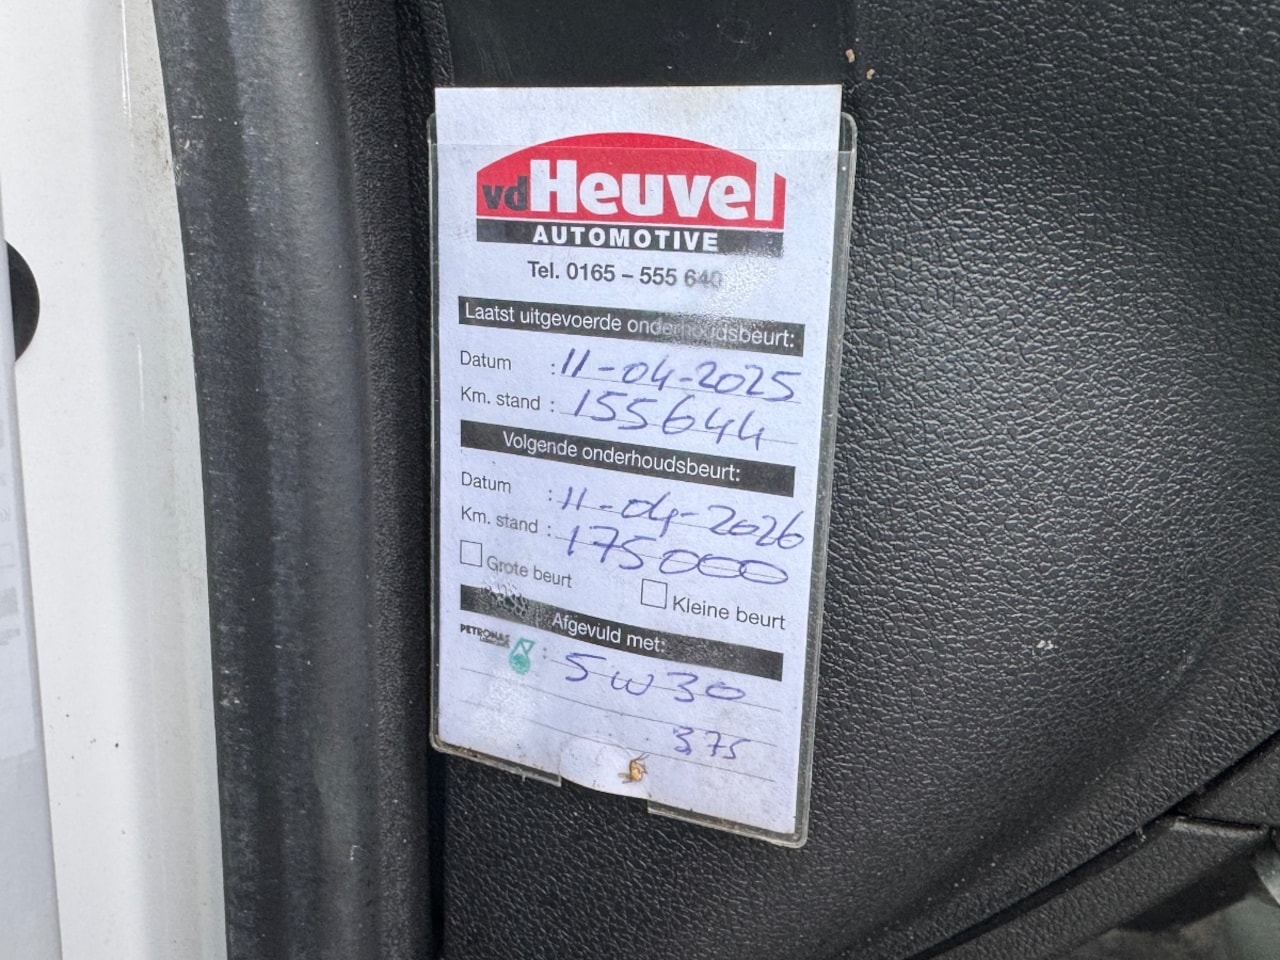 vdHeuvel
AUTOMOTIVE
Tel. 0165 – 555 640
Laatst uitgevoerde onderhoudsbeurt:
Datum : 11-04-2025
Km. stand : 155644
Volgende onderhoudsbeurt:
Datum : 11-04-2026
Km. stand : 175000
Grote beurt Kleine beurt
Afgevuld met:
PETRONAS : 5w30
375